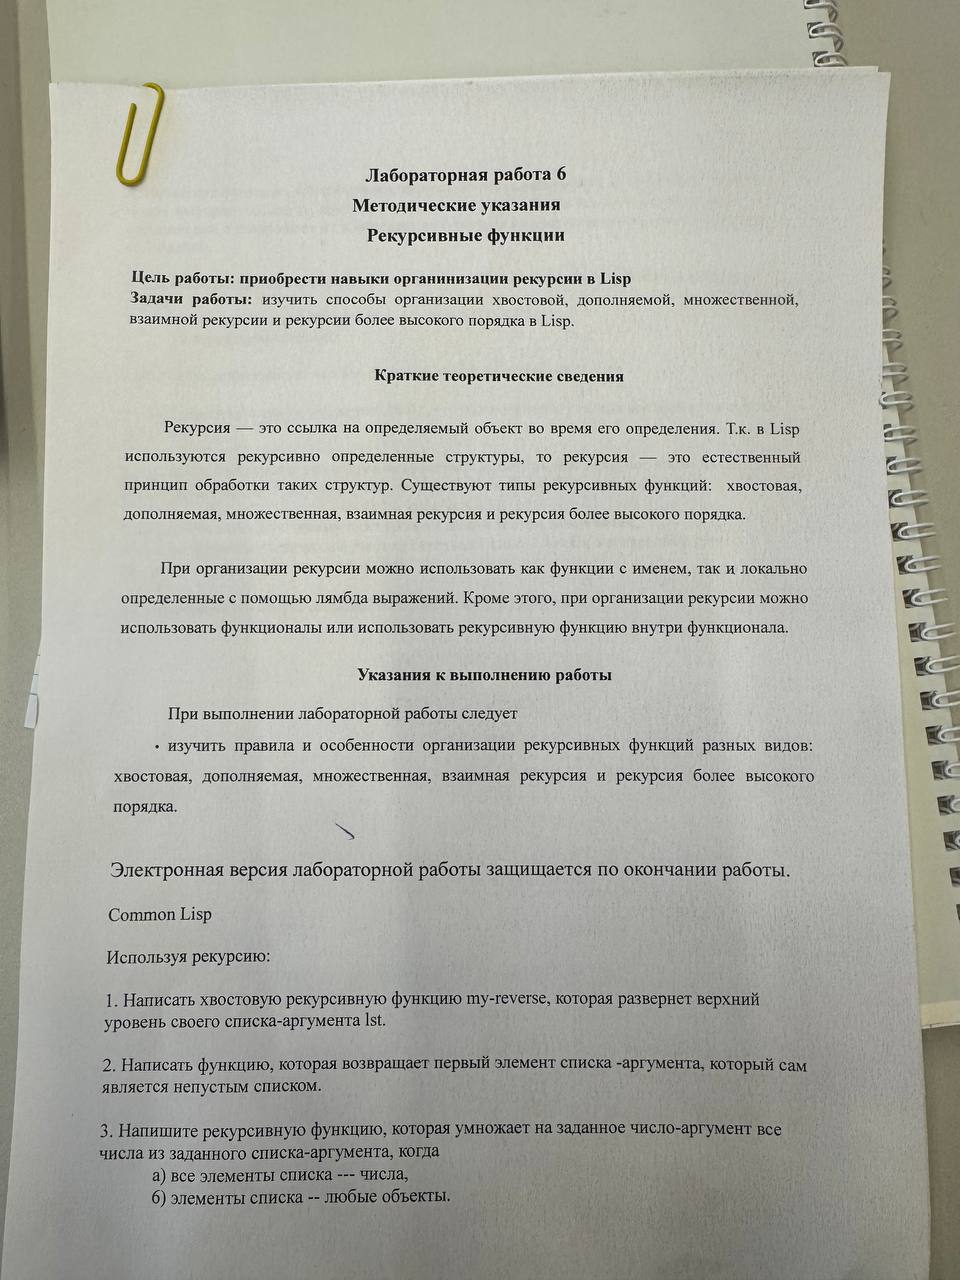 Лабораторная работа 6
Методические указания
Рекурсивные функции
Цель работы: приобрести навыки органинизации рекурсии в Lisp
Задачи работы: изучить способы организации хвостовой, дополняемой, множественной,
взаимной рекурсии и рекурсии более высокого порядка в Lisp.
Краткие теоретические сведения
Рекурсия — это ссылка на определяемый объект во время его определения. Т.к. в Lisp
используются рекурсивно определенные структуры, то рекурсия — это естественный
принцип обработки таких структур. Существуют типы рекурсивных функций: хвостовая,
дополняемая, множественная, взаимная рекурсия и рекурсия более высокого порядка.
При организации рекурсии можно использовать как функции с именем, так и локально
определенные с помощью лямбда выражений. Кроме этого, при организации рекурсии можно
использовать функционалы или использовать рекурсивную функцию внутри функционала.
Указания к выполнению работы
При выполнении лабораторной работы следует
• изучить правила и особенности организации рекурсивных функций разных видов:
хвостовая, дополняемая, множественная, взаимная рекурсия и рекурсия более высокого
порядка.
Электронная версия лабораторной работы защищается по окончании работы.
Common Lisp
Используя рекурсию:
1. Написать хвостовую рекурсивную функцию my-reverse, которая развернет верхний
уровень своего списка-аргумента lst.
2. Написать функцию, которая возвращает первый элемент списка -аргумента, который сам
является непустым списком.
3. Напишите рекурсивную функцию, которая умножает на заданное число-аргумент все
числа из заданного списка-аргумента, когда
а) все элементы списка --- числа,
б) элементы списка -- любые объекты.